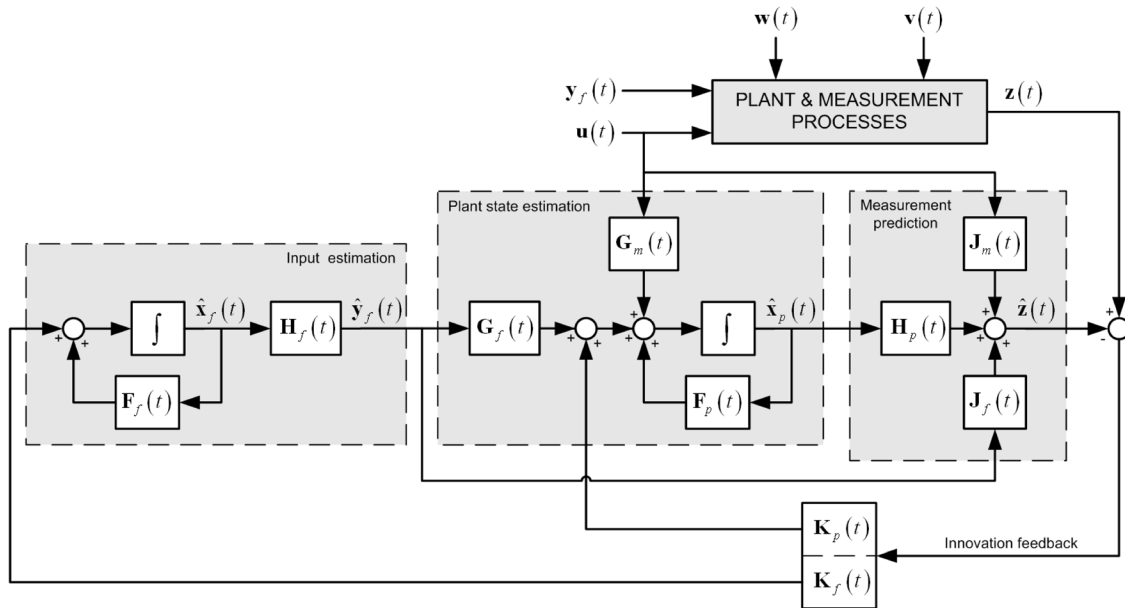 w(t)
v(t)
y_f(t)
PLANT & MEASUREMENT
PROCESSES
z(t)
u(t)
Plant state estimation
Measurement
prediction
G_m(t)
J_m(t)
Input estimation
x̂_f(t)
ŷ_f(t)
x̂_p(t)
ẑ(t)
+
+
∫
H_f(t)
G_f(t)
+
+
+
+
+
∫
H_p(t)
+
+
+
+
-
F_f(t)
F_p(t)
J_f(t)
K_p(t)
Innovation feedback
K_f(t)